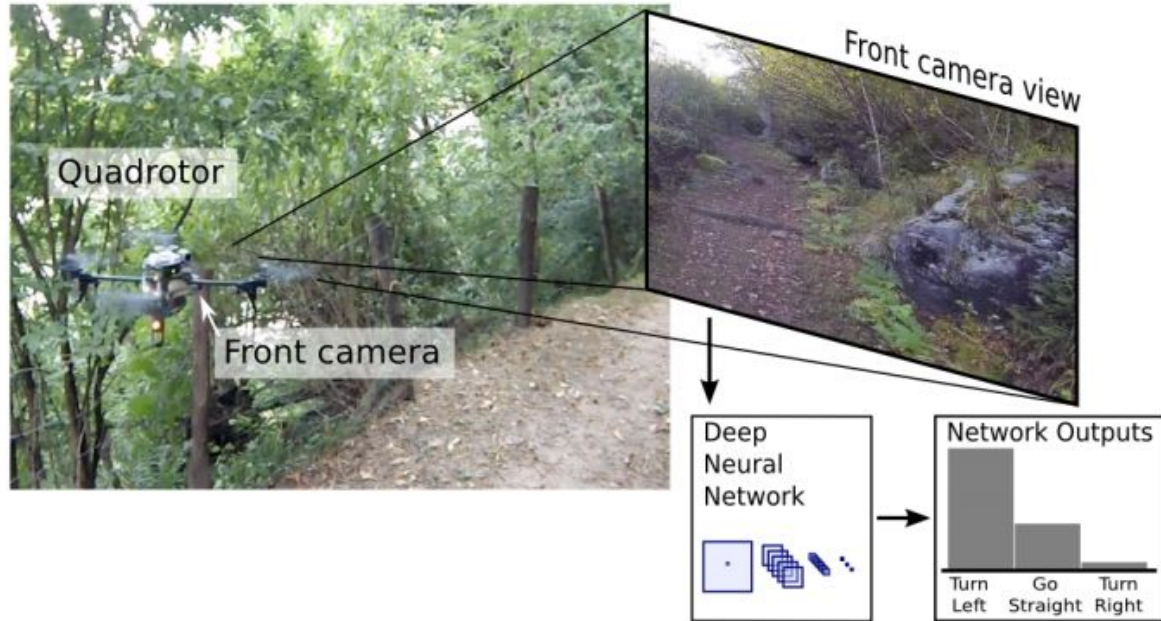 Front camera view
Quadrotor
Front camera
Deep
Neural
Network
Network Outputs
Turn
Left
Go
Straight
Turn
Right